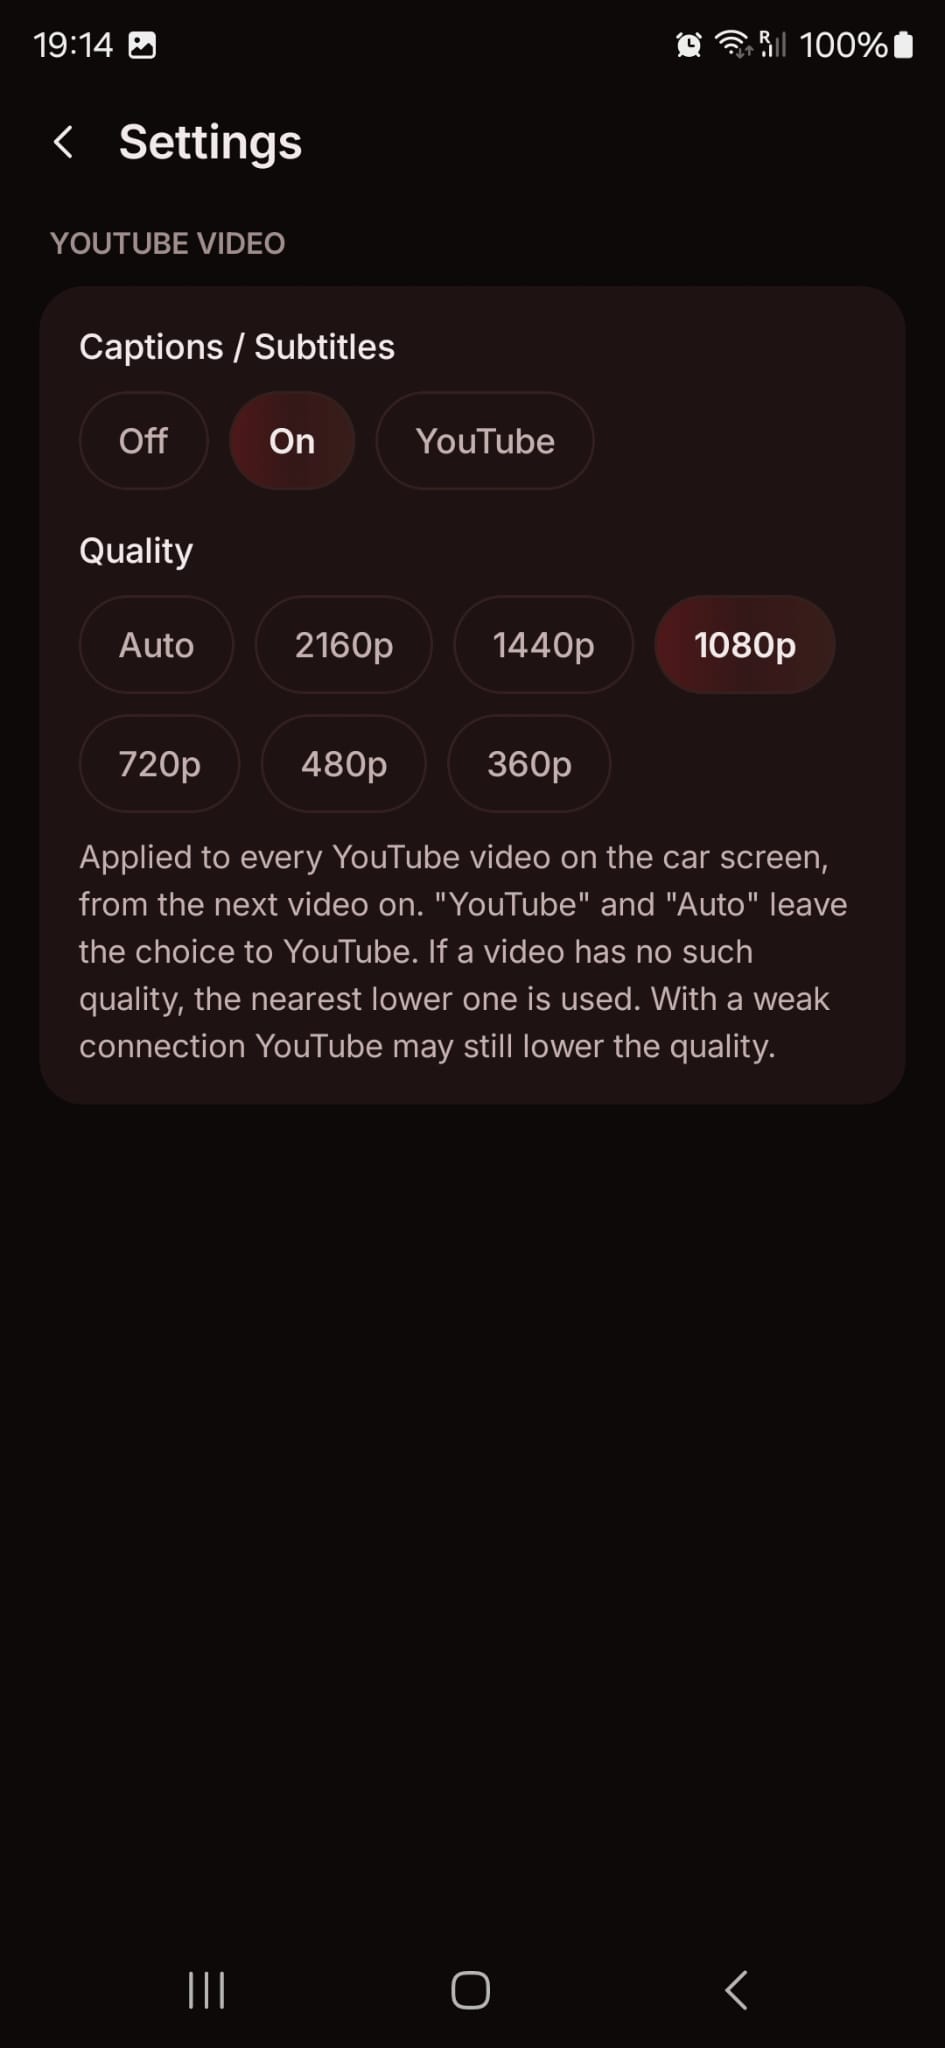 19:14 R 100%
Settings
YOUTUBE VIDEO
Captions / Subtitles
Off On YouTube
Quality
Auto 2160p 1440p 1080p
720p 480p 360p
Applied to every YouTube video on the car screen,
from the next video on. "YouTube" and "Auto" leave
the choice to YouTube. If a video has no such
quality, the nearest lower one is used. With a weak
connection YouTube may still lower the quality.